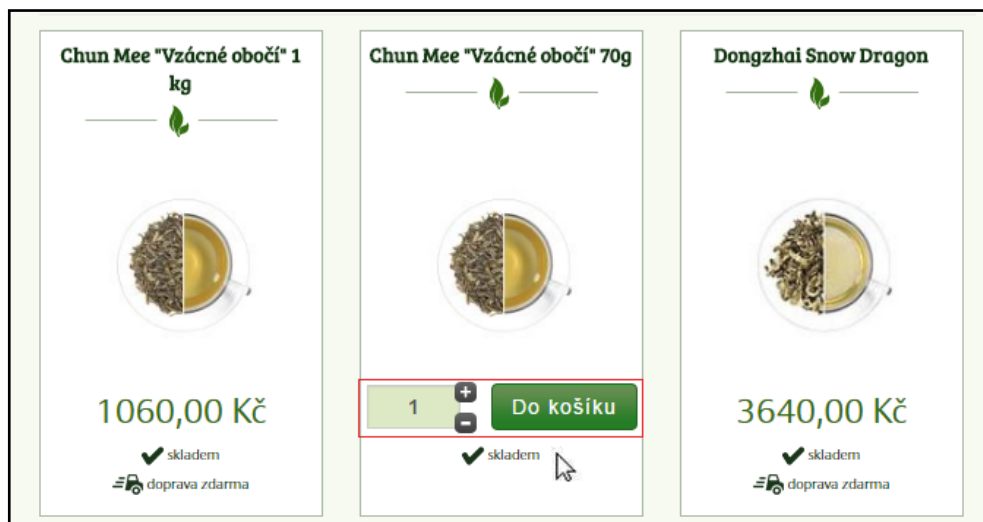 Chun Mee "Vzácné obočí" 1
kg
1060,00 Kč
skladem
doprava zdarma
Chun Mee "Vzácné obočí" 70g
1
+
-
Do košíku
skladem
Dongzhai Snow Dragon
3640,00 Kč
skladem
doprava zdarma